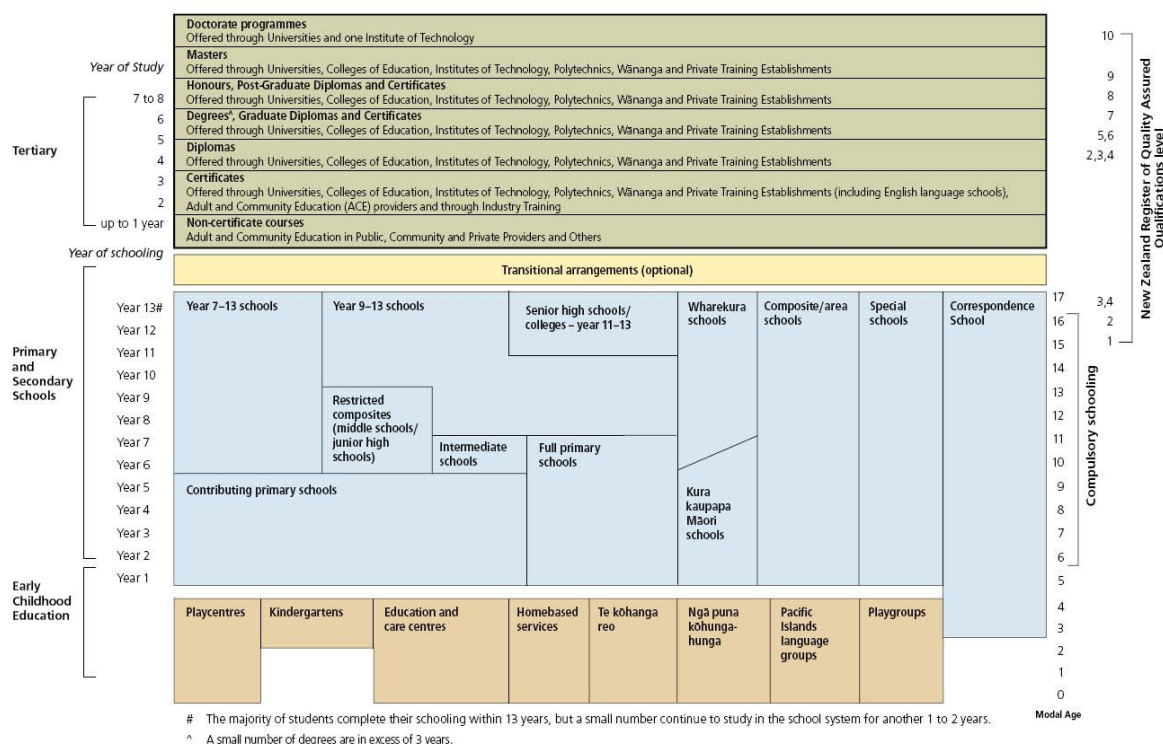 Doctorate programmes
Offered through Universities and one Institute of Technology
Year of Study
Masters
Offered through Universities, Colleges of Education, Institutes of Technology, Polytechnics, Wānanga and Private Training Establishments
Honours, Post-Graduate Diplomas and Certificates
Offered through Universities, Colleges of Education, Institutes of Technology, Polytechnics, Wānanga and Private Training Establishments
Degrees^, Graduate Diplomas and Certificates
Offered through Universities, Colleges of Education, Institutes of Technology, Polytechnics, Wānanga and Private Training Establishments
Diplomas
Offered through Universities, Colleges of Education, Institutes of Technology, Polytechnics, Wānanga and Private Training Establishments
Certificates
Offered through Universities, Colleges of Education, Institutes of Technology, Polytechnics, Wānanga and Private Training Establishments (including English language schools),
Adult and Community Education (ACE) providers and through Industry Training
Non-certificate courses
Adult and Community Education in Public, Community and Private Providers and Others
Tertiary
7 to 8
6
5
4
3
2
up to 1 year
10
9
8
7
5,6
2,3,4
3,4
2
1
New Zealand Register of Quality Assured
Qualifications level
Year of schooling
Transitional arrangements (optional)
Primary
and
Secondary
Schools
Year 13#
Year 12
Year 11
Year 10
Year 9
Year 8
Year 7
Year 6
Year 5
Year 4
Year 3
Year 2
Year 1
Year 7–13 schools
Year 9–13 schools
Senior high schools/
colleges – year 11–13
Wharekura
schools
Composite/area
schools
Special
schools
Correspondence
School
Restricted
composites
(middle schools/
junior high
schools)
Intermediate
schools
Full primary
schools
Contributing primary schools
Kura
kaupapa
Māori
schools
17
16
15
14
13
12
11
10
9
8
7
6
5
4
3
2
1
0
Modal Age
Compulsory schooling
Early
Childhood
Education
Playcentres
Kindergartens
Education and
care centres
Homebased
services
Te kōhanga
reo
Ngā puna
kōhunga-
hunga
Pacific
Islands
language
groups
Playgroups
# The majority of students complete their schooling within 13 years, but a small number continue to study in the school system for another 1 to 2 years.
^ A small number of degrees are in excess of 3 years.